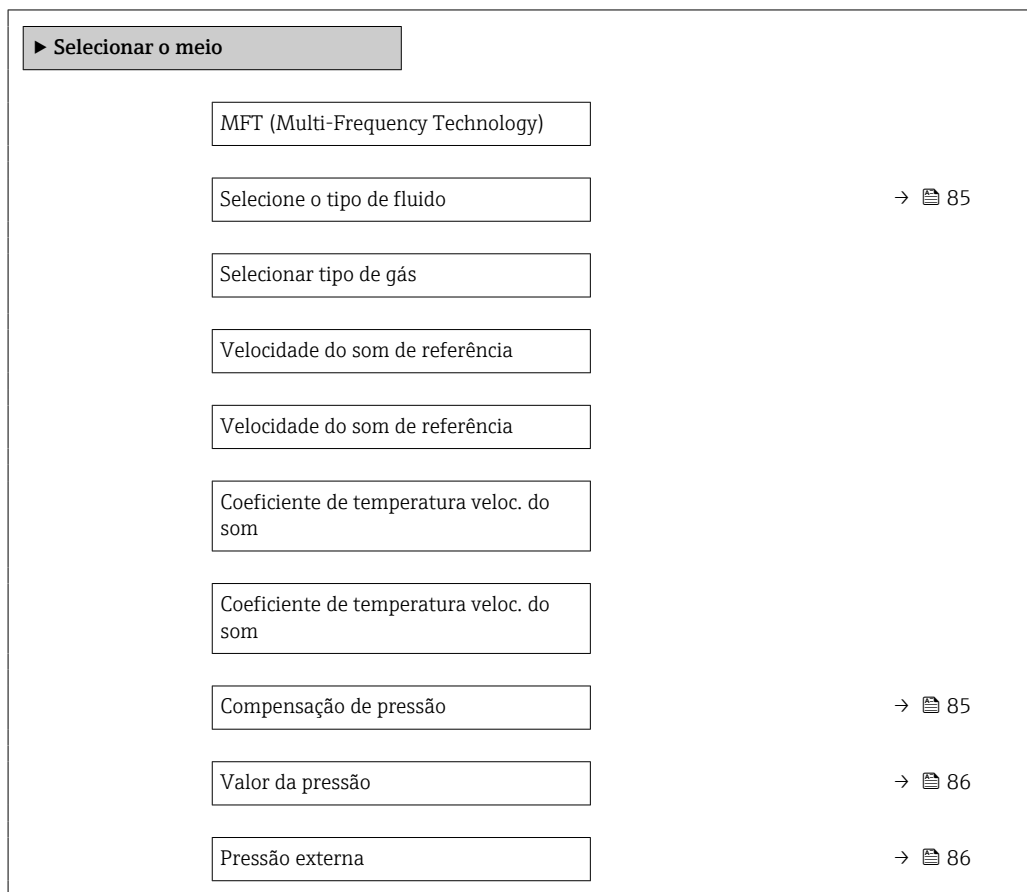 ▶ Selecionar o meio
MFT (Multi-Frequency Technology)
Selecione o tipo de fluido → 85
Selecionar tipo de gás
Velocidade do som de referência
Velocidade do som de referência
Coeficiente de temperatura veloc. do
som
Coeficiente de temperatura veloc. do
som
Compensação de pressão → 85
Valor da pressão → 86
Pressão externa → 86